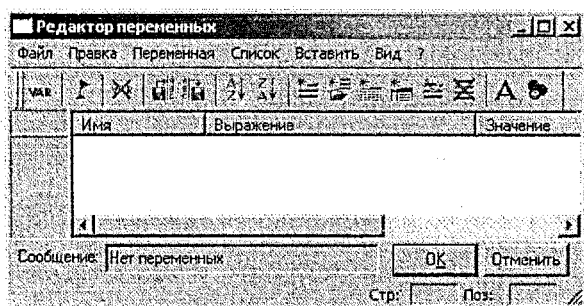 Редактор переменных
Файл Правка Переменная Список Вставить Вид ?
VAR
Имя Выражение Значение
Сообщение: Нет переменных OK Отменить
Стр: Поз: